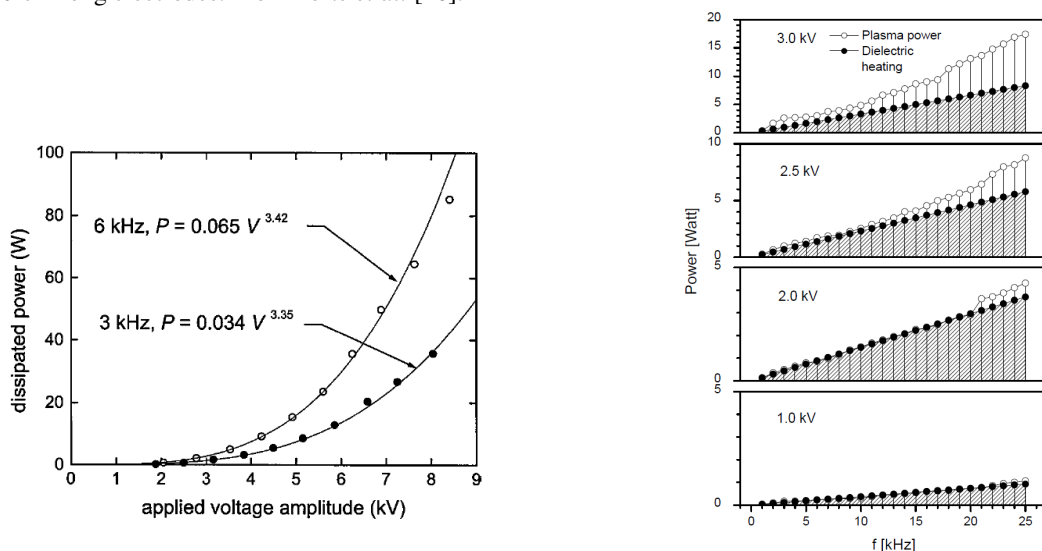 100
80
60
40
20
0
dissipated power (W)
6 kHz, P = 0.065 V 3.42
3 kHz, P = 0.034 V 3.35
0 1 2 3 4 5 6 7 8 9
applied voltage amplitude (kV)
20
15
10
5
0
3.0 kV
Plasma power
Dielectric
heating
10
5
0
2.5 kV
5
2.0 kV
5
5
1.0 kV
0
Power [Watt]
0 5 10 15 20 25
f [kHz]